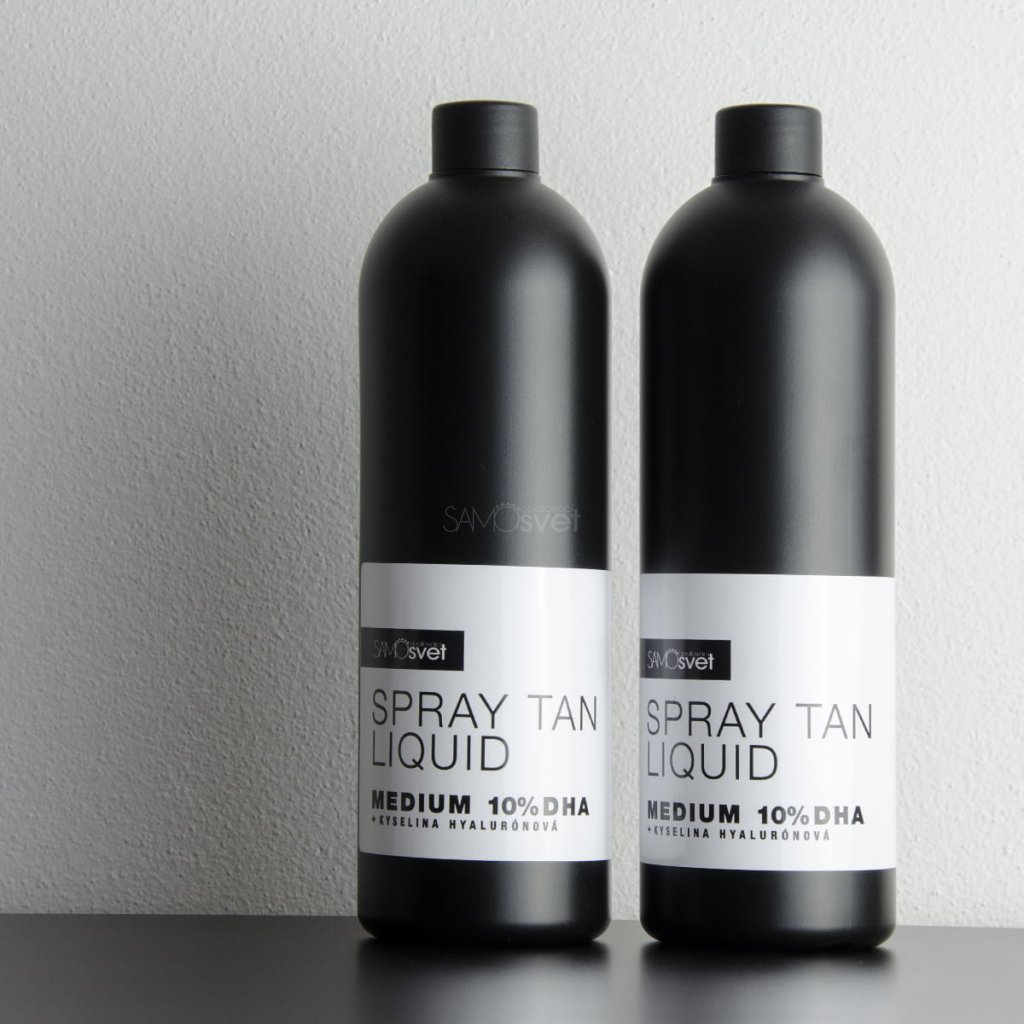 SAMOsvet
SAMOsvet
SPRAY TAN
LIQUID
MEDIUM 10% DHA
+ KYSELINA HYALURÓNOVÁ
SAMOsvet
SPRAY TAN
LIQUID
MEDIUM 10% DHA
+ KYSELINA HYALURÓNOVÁ